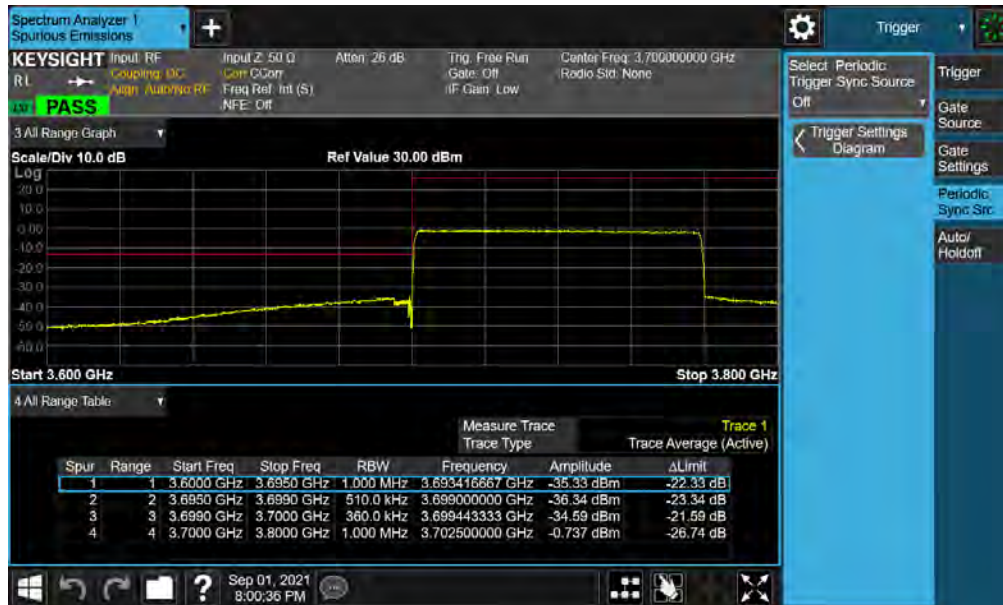 Spectrum Analyzer 1
Spurious Emissions
Trigger
KEYSIGHT Input: RF Input Z: 50 Ω Atten: 26 dB Trig: Free Run Center Freq: 3.700000000 GHz
RL Coupling: DC Corr CCorr Gate: Off Radio Std: None
Align: Auto/No RF Freq Ref: Int (S) IF Gain: Low
PASS NFE: Off
Select Periodic
Trigger Sync Source
Off
Trigger Settings
Diagram
Trigger
Gate
Source
Gate
Settings
Periodic
Sync Src
Auto/
Holdoff
3 All Range Graph
Scale/Div 10.0 dB Ref Value 30.00 dBm
Log
20.0
10.0
0.00
-10.0
-20.0
-30.0
-40.0
-50.0
-60.0
Start 3.600 GHz Stop 3.800 GHz
4 All Range Table
Measure Trace Trace 1
Trace Type Trace Average (Active)
Spur Range Start Freq Stop Freq RBW Frequency Amplitude ΔLimit
1 1 3.6000 GHz 3.6950 GHz 1.000 MHz 3.693416667 GHz -35.33 dBm -22.33 dB
2 2 3.6950 GHz 3.6990 GHz 510.0 kHz 3.699000000 GHz -36.34 dBm -23.34 dB
3 3 3.6990 GHz 3.7000 GHz 360.0 kHz 3.699443333 GHz -34.59 dBm -21.59 dB
4 4 3.7000 GHz 3.8000 GHz 1.000 MHz 3.702500000 GHz -0.737 dBm -26.74 dB
?
Sep 01, 2021
8:00:36 PM